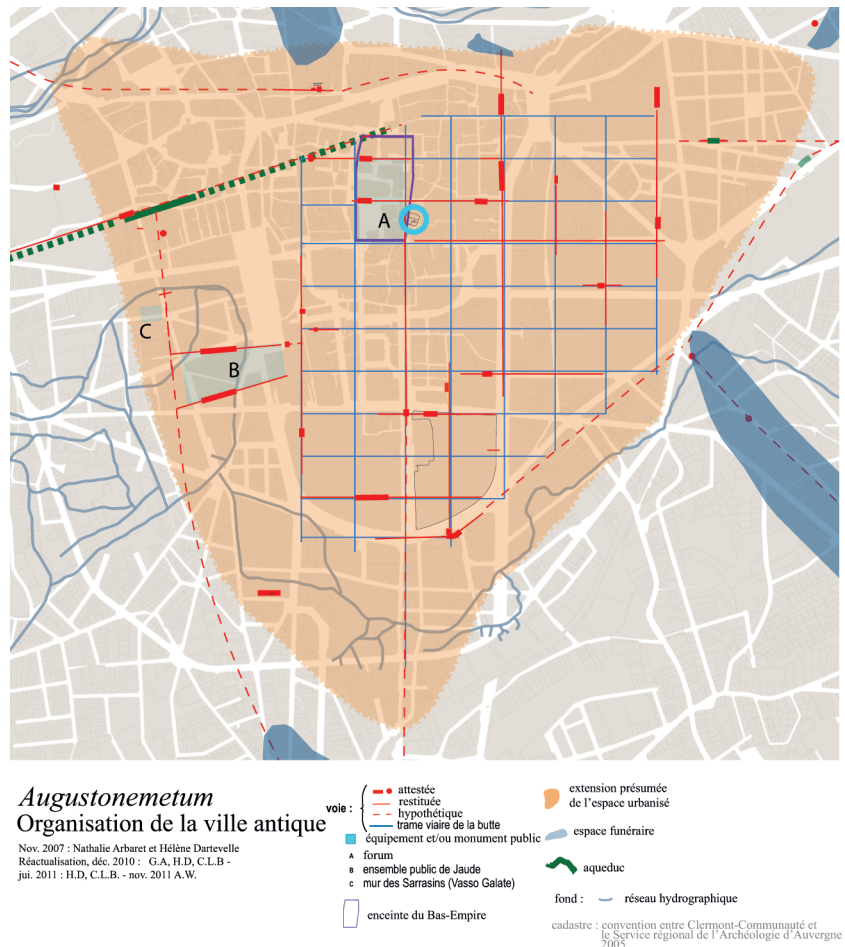 A
C
B
Augustonemetum
Organisation de la ville antique
Nov. 2007 : Nathalie Arbaret et Hélène Dartevelle
Réactualisation, déc. 2010 : G.A, H.D, C.L.B -
jui. 2011 : H.D, C.L.B. - nov. 2011 A.W.
voie :
attestée
restituée
hypothétique
trame viaire de la butte
équipement et/ou monument public
A forum
B ensemble public de Jaude
C mur des Sarrasins (Vasso Galate)
enceinte du Bas-Empire
extension présumée
de l'espace urbanisé
espace funéraire
aqueduc
fond : réseau hydrographique
cadastre : convention entre Clermont-Communauté et
le Service régional de l'Archéologie d'Auvergne
2005